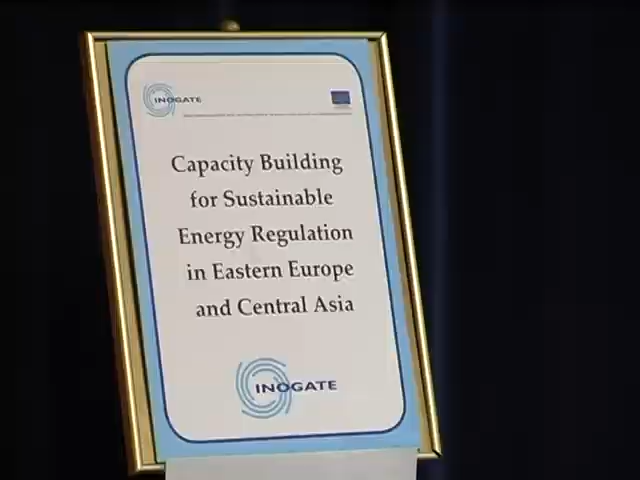 INOGATE
Capacity Building
for Sustainable
Energy Regulation
in Eastern Europe
and Central Asia
INOGATE